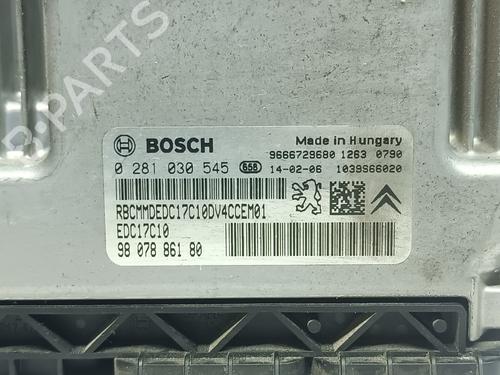 B-PARTS
BOSCH
Made in Hungary
9666729680 1263 0790
0 281 030 545 656 14-02-06 1039S66020
RBCMMDEDC17C10DV4CCEM01
EDC17C10
98 078 861 80